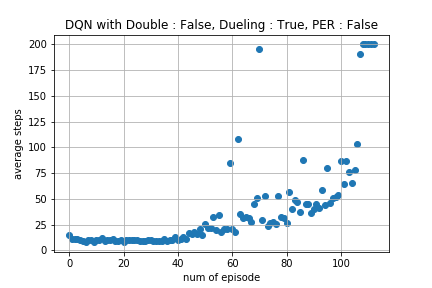 DQN with Double : False, Dueling : True, PER : False
200
175
150
125
100
75
50
25
0
average steps
0 20 40 60 80 100
num of episode